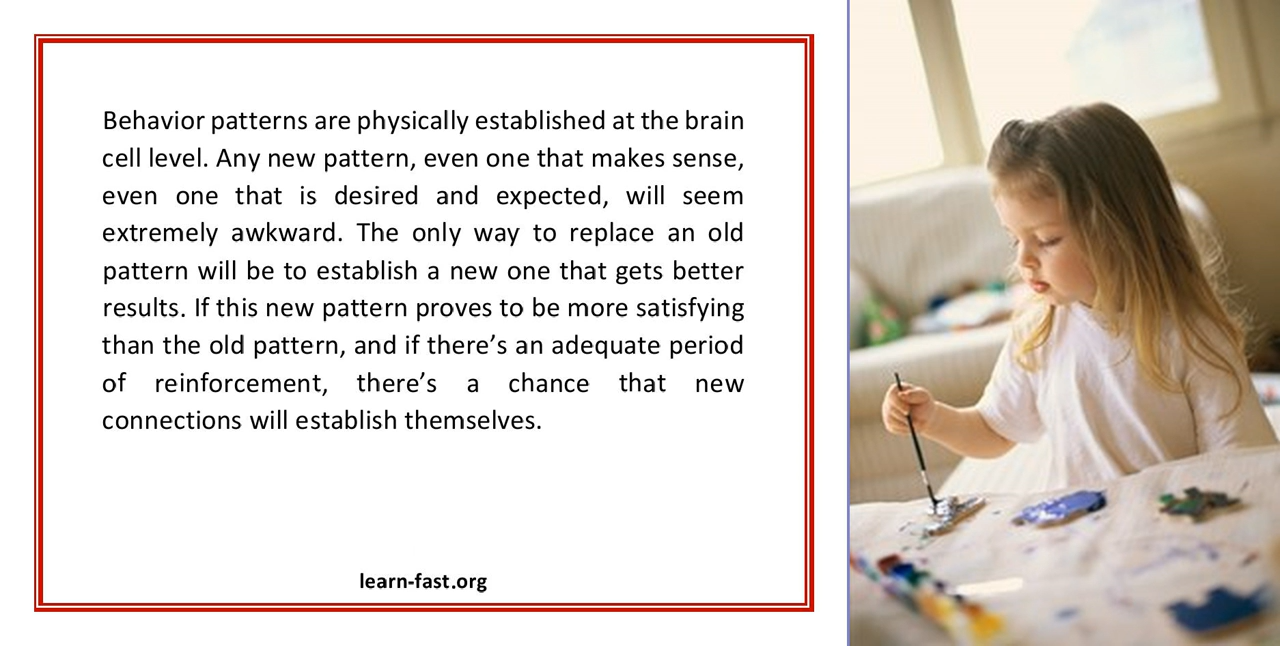 Behavior patterns are physically established at the brain
cell level. Any new pattern, even one that makes sense,
even one that is desired and expected, will seem
extremely awkward. The only way to replace an old
pattern will be to establish a new one that gets better
results. If this new pattern proves to be more satisfying
than the old pattern, and if there’s an adequate period
of reinforcement, there’s a chance that new
connections will establish themselves.
learn-fast.org